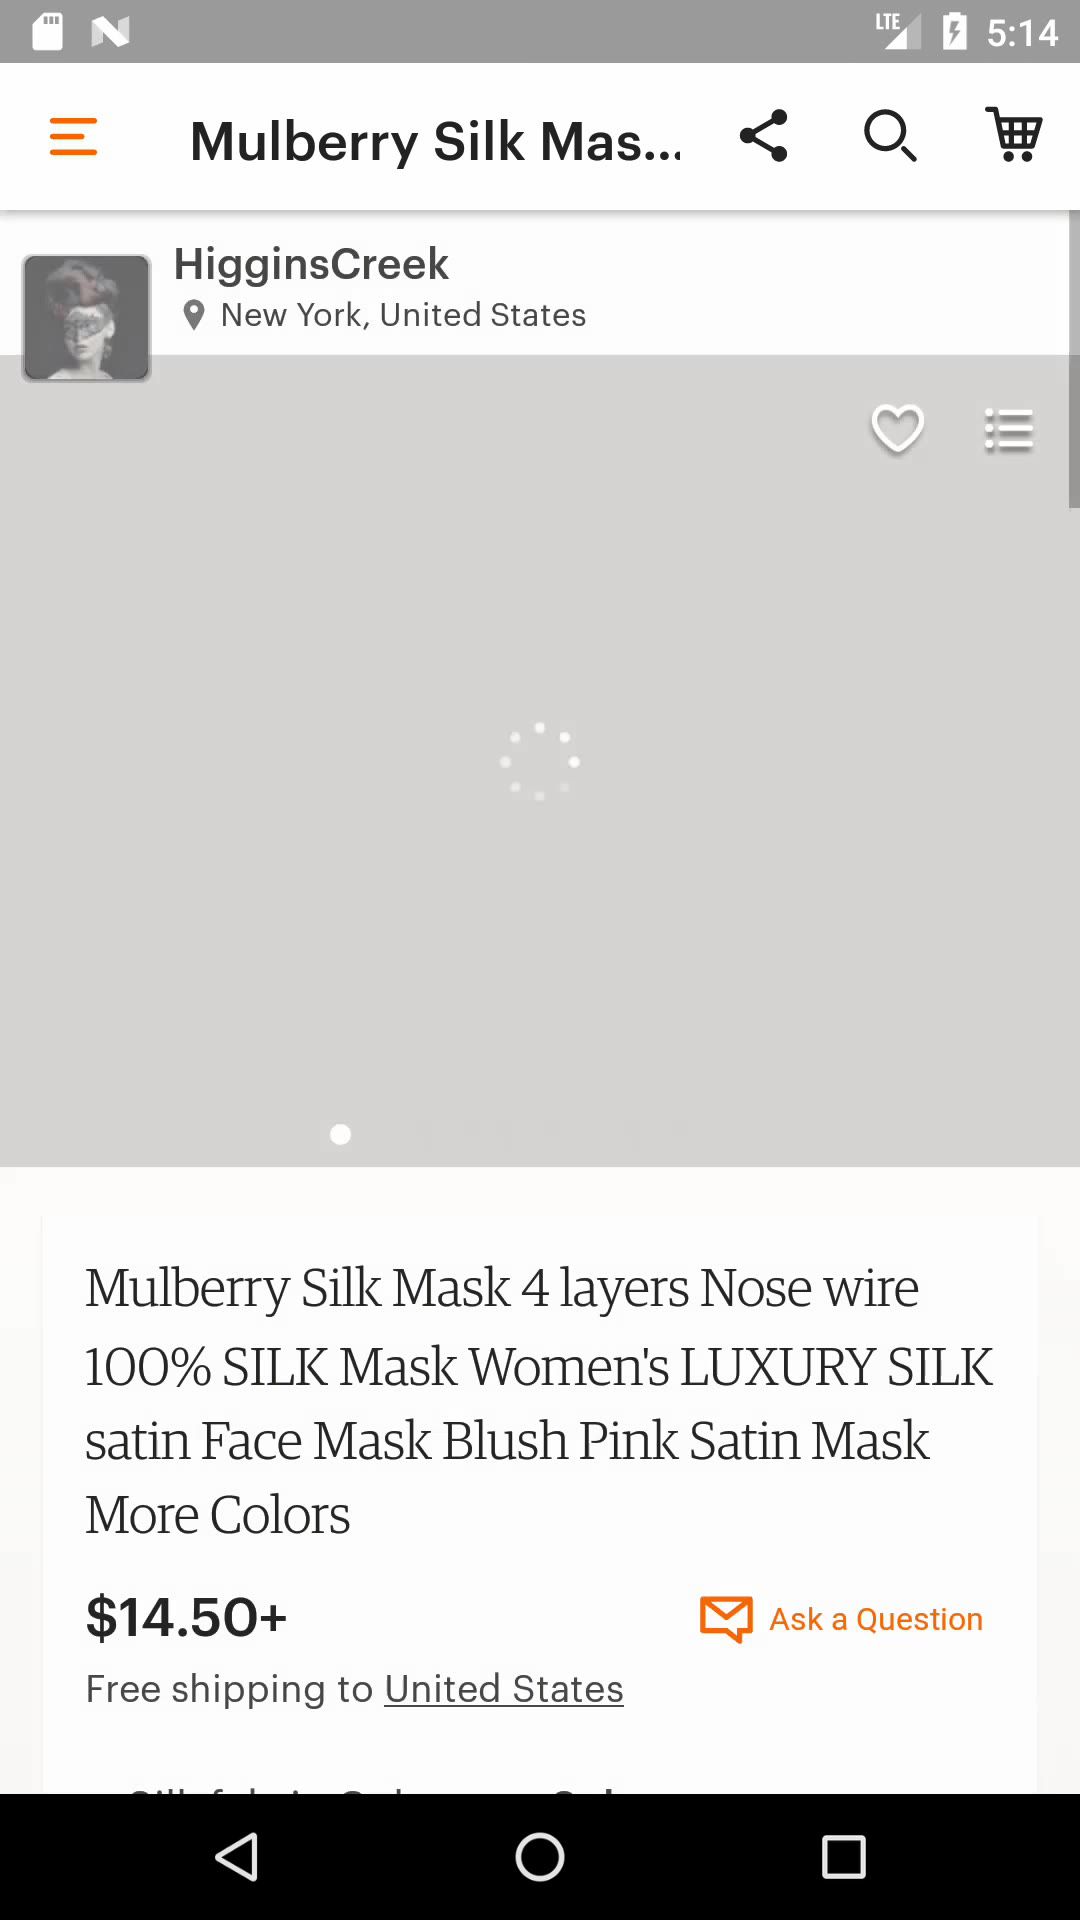 LTE 5:14
Mulberry Silk Mas...
HigginsCreek
New York, United States
Mulberry Silk Mask 4 layers Nose wire
100% SILK Mask Women's LUXURY SILK
satin Face Mask Blush Pink Satin Mask
More Colors
$14.50+
Ask a Question
Free shipping to United States